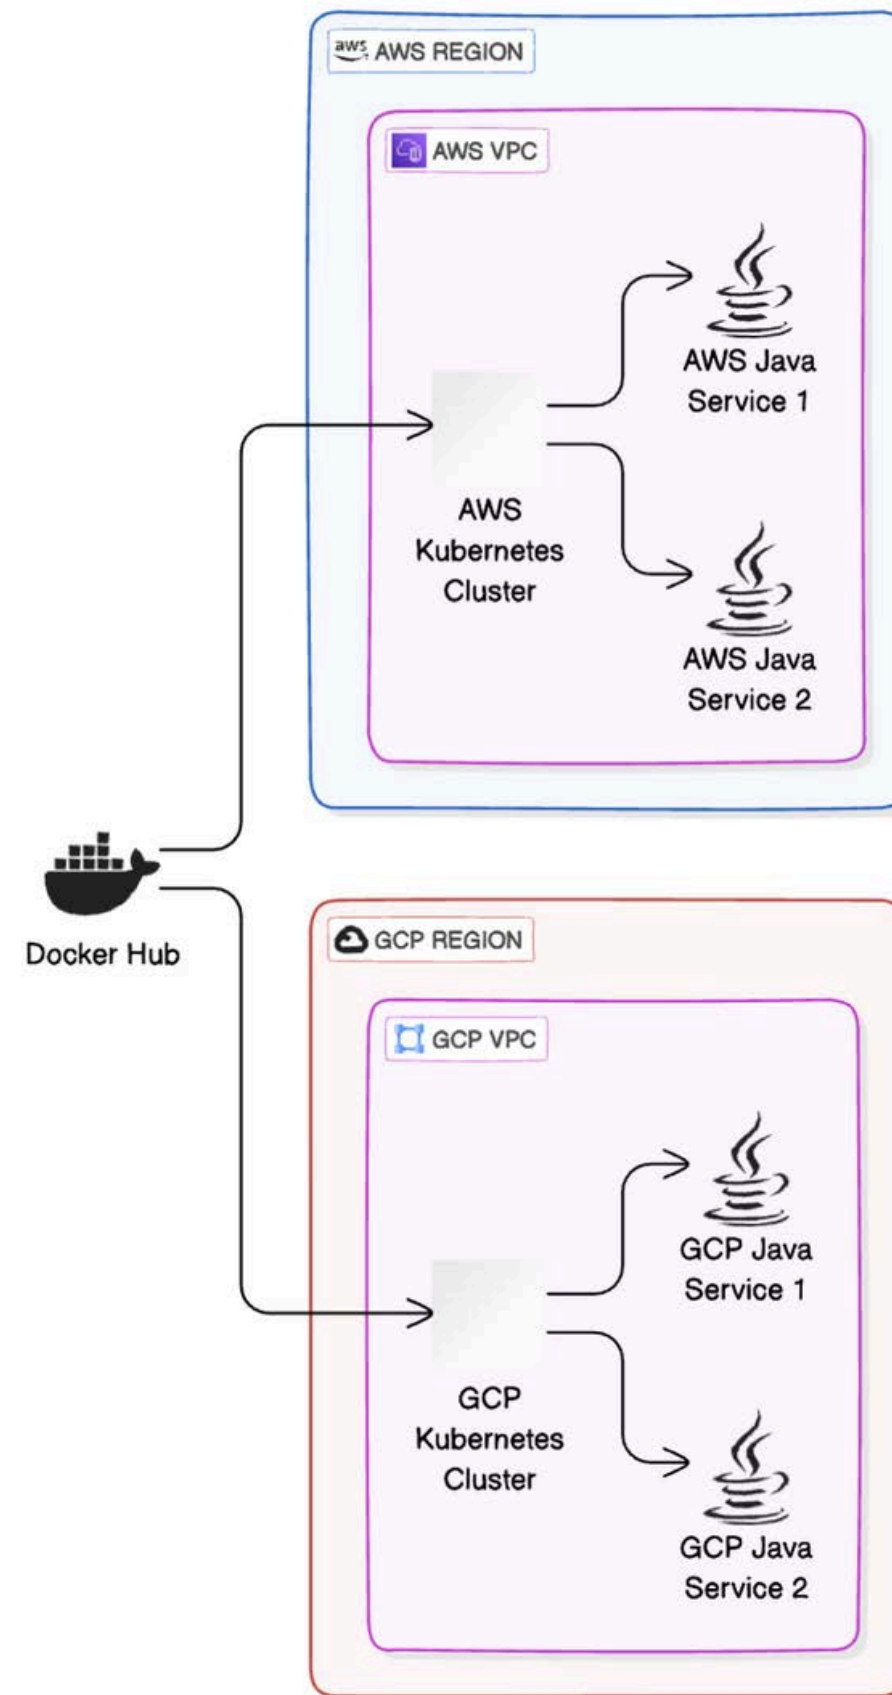 aws AWS REGION
AWS VPC
AWS Java
Service 1
AWS
Kubernetes
Cluster
AWS Java
Service 2
Docker Hub
GCP REGION
GCP VPC
GCP Java
Service 1
GCP
Kubernetes
Cluster
GCP Java
Service 2